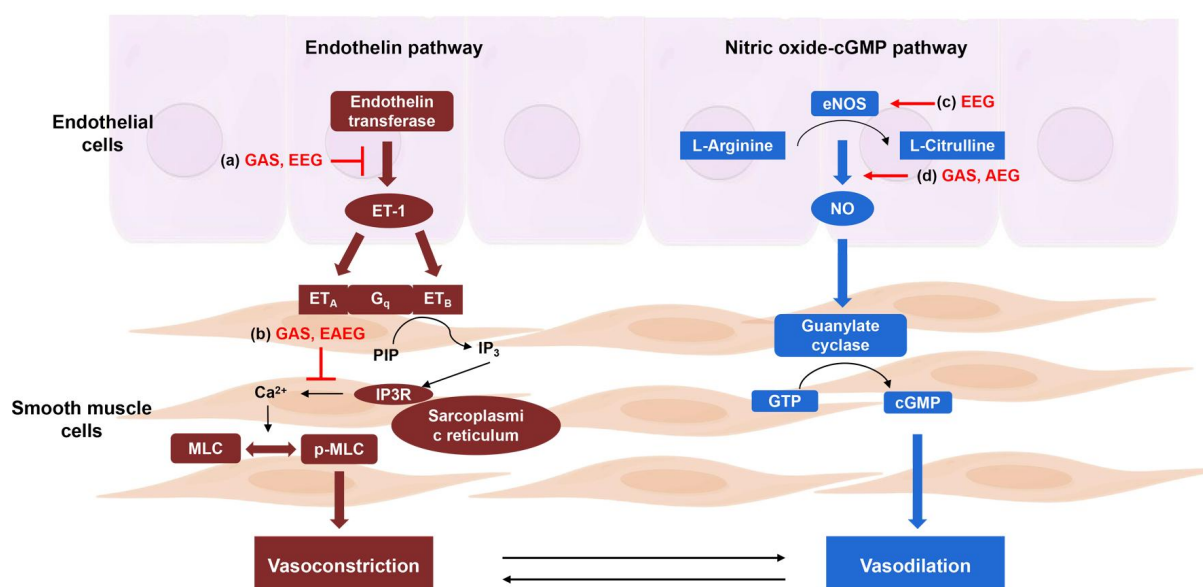 Endothelin pathway
Nitric oxide-cGMP pathway
Endothelial
cells
Endothelin
transferase
(a) GAS, EEG
ET-1
eNOS
(c) EEG
L-Arginine
L-Citrulline
(d) GAS, AEG
NO
ETA
Gq
ETB
(b) GAS, EAEG
PIP
IP3
Guanylate
cyclase
Smooth muscle
cells
Ca2+
IP3R
Sarcoplasmi
c reticulum
GTP
cGMP
MLC
p-MLC
Vasoconstriction
Vasodilation